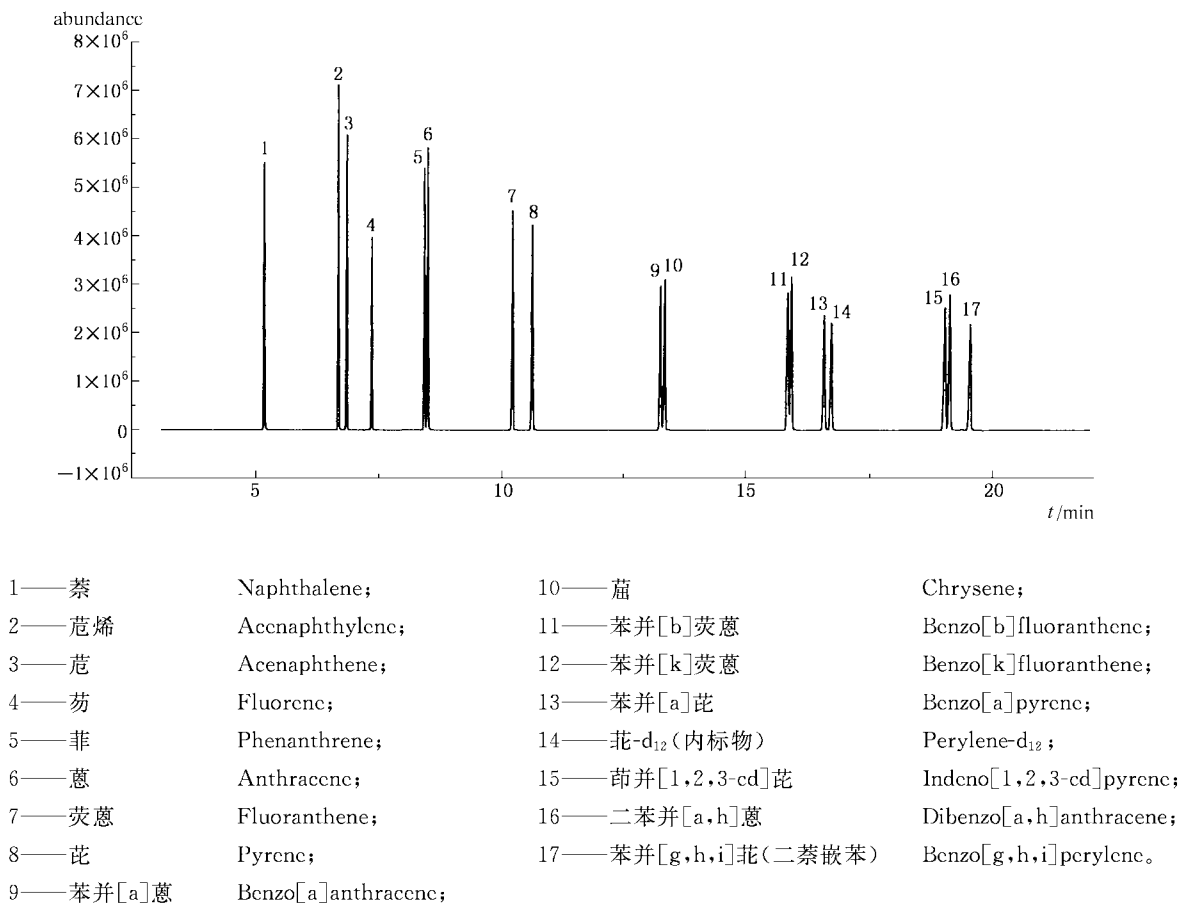 abundance
8×10⁶
7×10⁶
6×10⁶
5×10⁶
4×10⁶
3×10⁶
2×10⁶
1×10⁶
0
—1×10⁶
1
2
3
4
5
6
7
8
9
10
11
12
13
14
15
16
17
5 10 15 20
t/min
1——萘 Naphthalene; 10——䓛 Chrysene;
2——苊烯 Acenaphthylene; 11——苯并[b]荧蒽 Benzo[b]fluoranthene;
3——苊 Acenaphthene; 12——苯并[k]荧蒽 Benzo[k]fluoranthene;
4——芴 Fluorene; 13——苯并[a]芘 Benzo[a]pyrene;
5——菲 Phenanthrene; 14——苝-d₁₂(内标物) Perylene-d₁₂;
6——蒽 Anthracene; 15——茚并[1,2,3-cd]芘 Indeno[1,2,3-cd]pyrene;
7——荧蒽 Fluoranthene; 16——二苯并[a,h]蒽 Dibenzo[a,h]anthracene;
8——芘 Pyrene; 17——苯并[g,h,i]苝(二萘嵌苯) Benzo[g,h,i]perylene。
9——苯并[a]蒽 Benzo[a]anthracene;